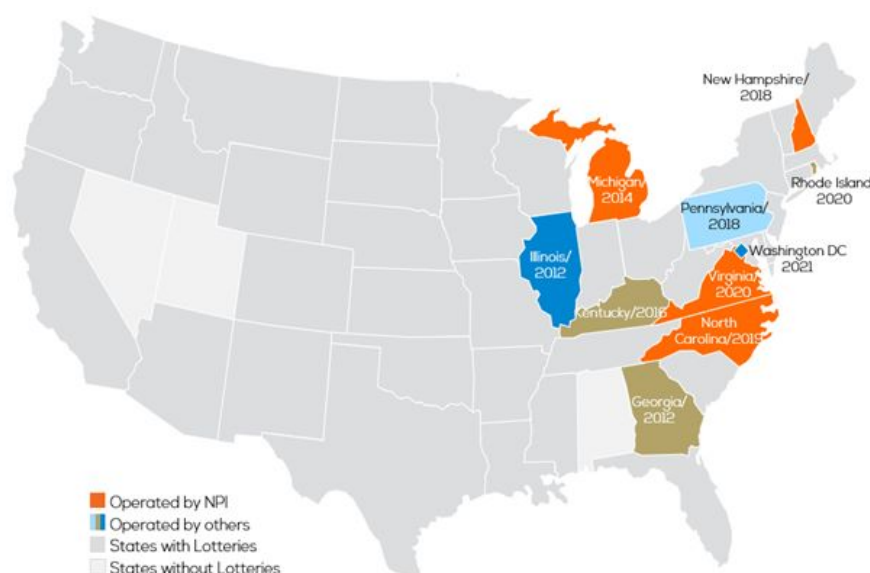 New Hampshire/
2018
Michigan/
2014
Rhode Island
2020
Pennsylvania/
2018
Washington DC
2021
Illinois/
2012
Virginia/
2020
Kentucky/2016
North
Carolina/2019
Georgia/
2012
Operated by NPI
Operated by others
States with Lotteries
States without Lotteries